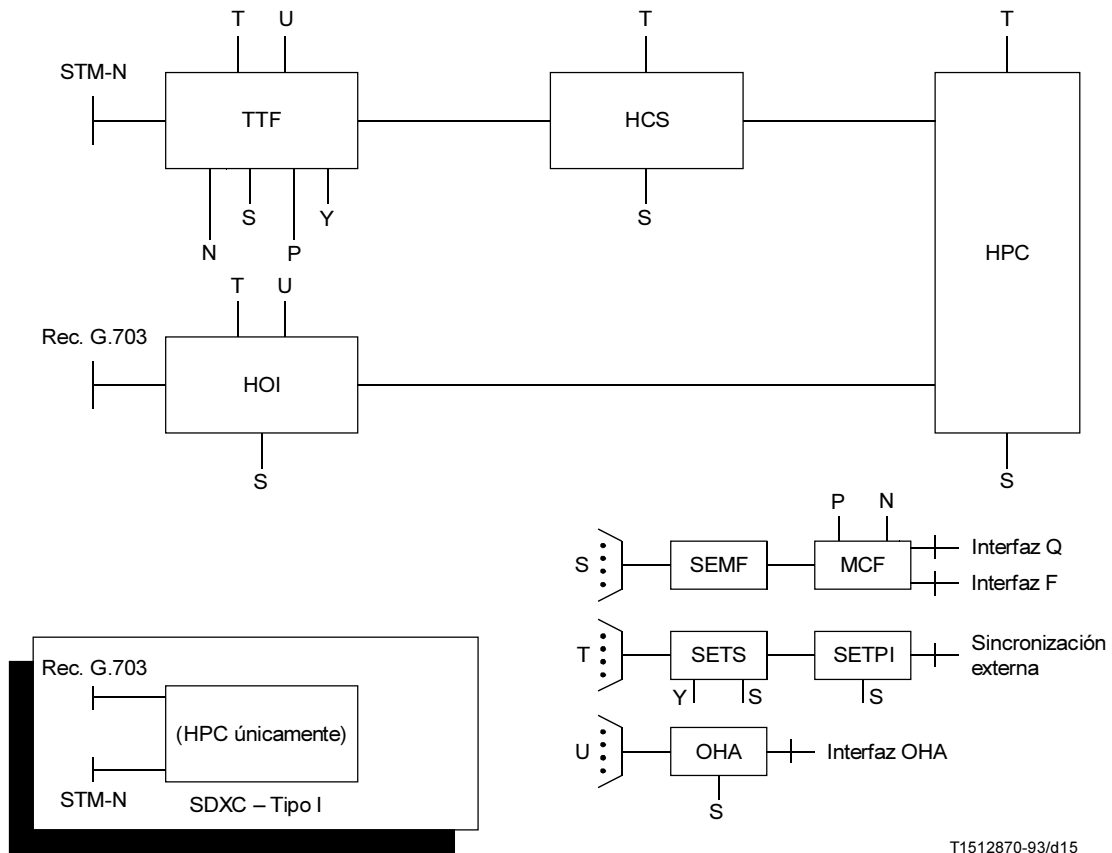 T U T
STM-N
TTF HCS
S Y S
N P
HPC
T U
Rec. G.703
HOI
S S
P N
S SEMF MCF Interfaz Q
Interfaz F
T SETS SETPI Sincronización
externa
Y S S
U OHA Interfaz OHA
S
Rec. G.703
(HPC únicamente)
STM-N
SDXC – Tipo I
T1512870-93/d15